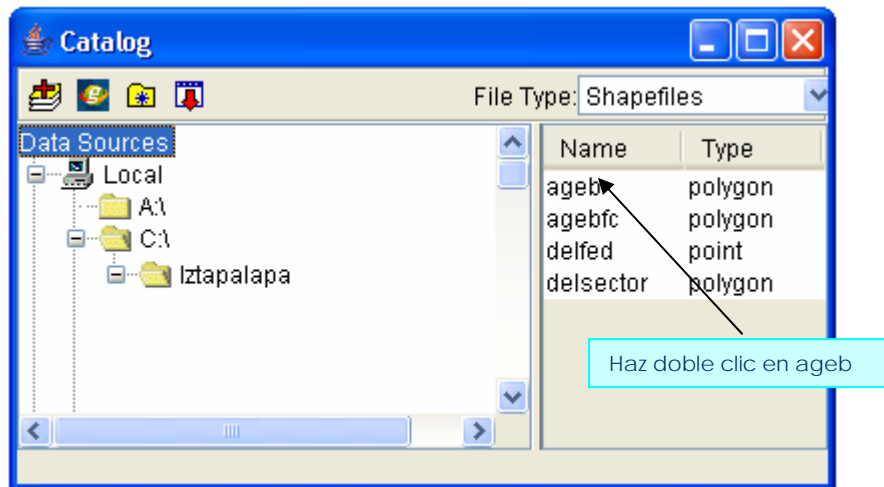 Catalog
File Type: Shapefiles
Data Sources
Local
A:\
C:\
Iztapalapa
Name Type
ageb polygon
agebfc polygon
delfed point
delsector polygon
Haz doble clic en ageb